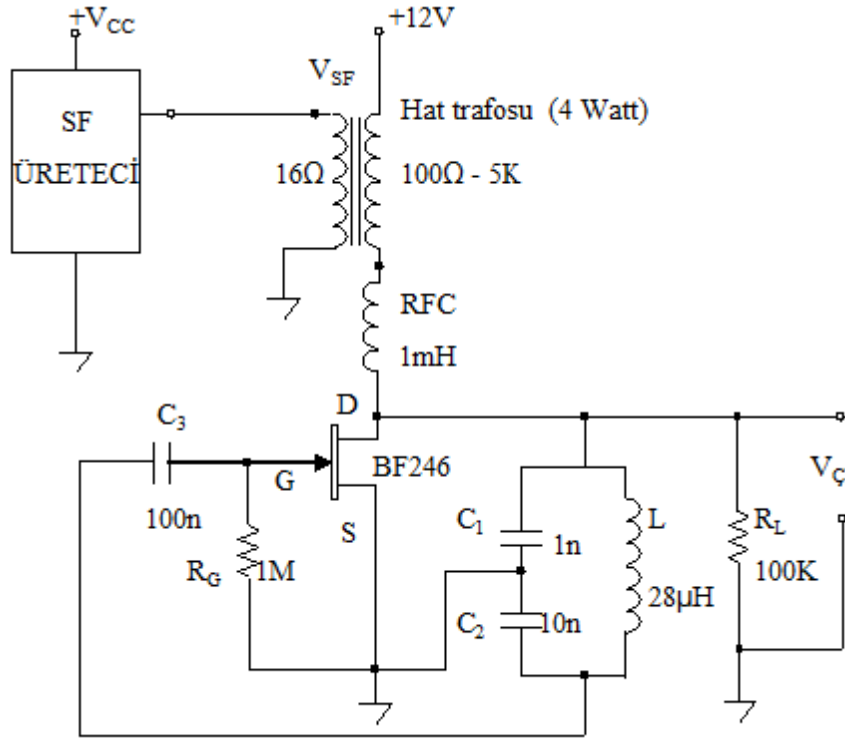 +VCC
+12V
VSF
SF
ÜRETECİ
Hat trafosu (4 Watt)
16Ω
100Ω - 5K
RFC
1mH
C3
D
G
BF246
100n
S
RG
1M
C1
1n
C2
10n
L
28µH
RL
100K
VÇ